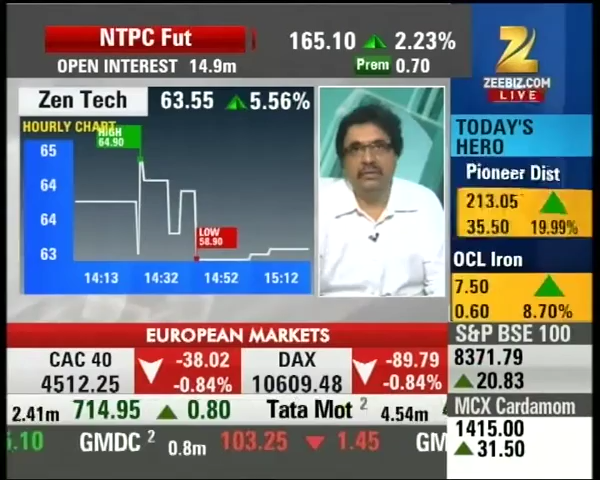 NTPC Fut
165.10 2.23%
OPEN INTEREST 14.9m
Prem 0.70
ZEEBIZ.COM
LIVE
Zen Tech 63.55 5.56%
HOURLY CHART
HIGH
64.90
65
64
64
63
LOW
58.90
14:13 14:32 14:52 15:12
TODAY'S
HERO
Pioneer Dist
213.05
35.50 19.99%
OCL Iron
7.50
0.60 8.70%
EUROPEAN MARKETS
CAC 40 -38.02
4512.25 -0.84%
DAX -89.79
10609.48 -0.84%
S&P BSE 100
8371.79
20.83
MCX Cardamom
1415.00
31.50
2.41m 714.95 0.80 Tata Mot 2 4.54m
.10 GMDC 2 0.8m 103.25 1.45 GM